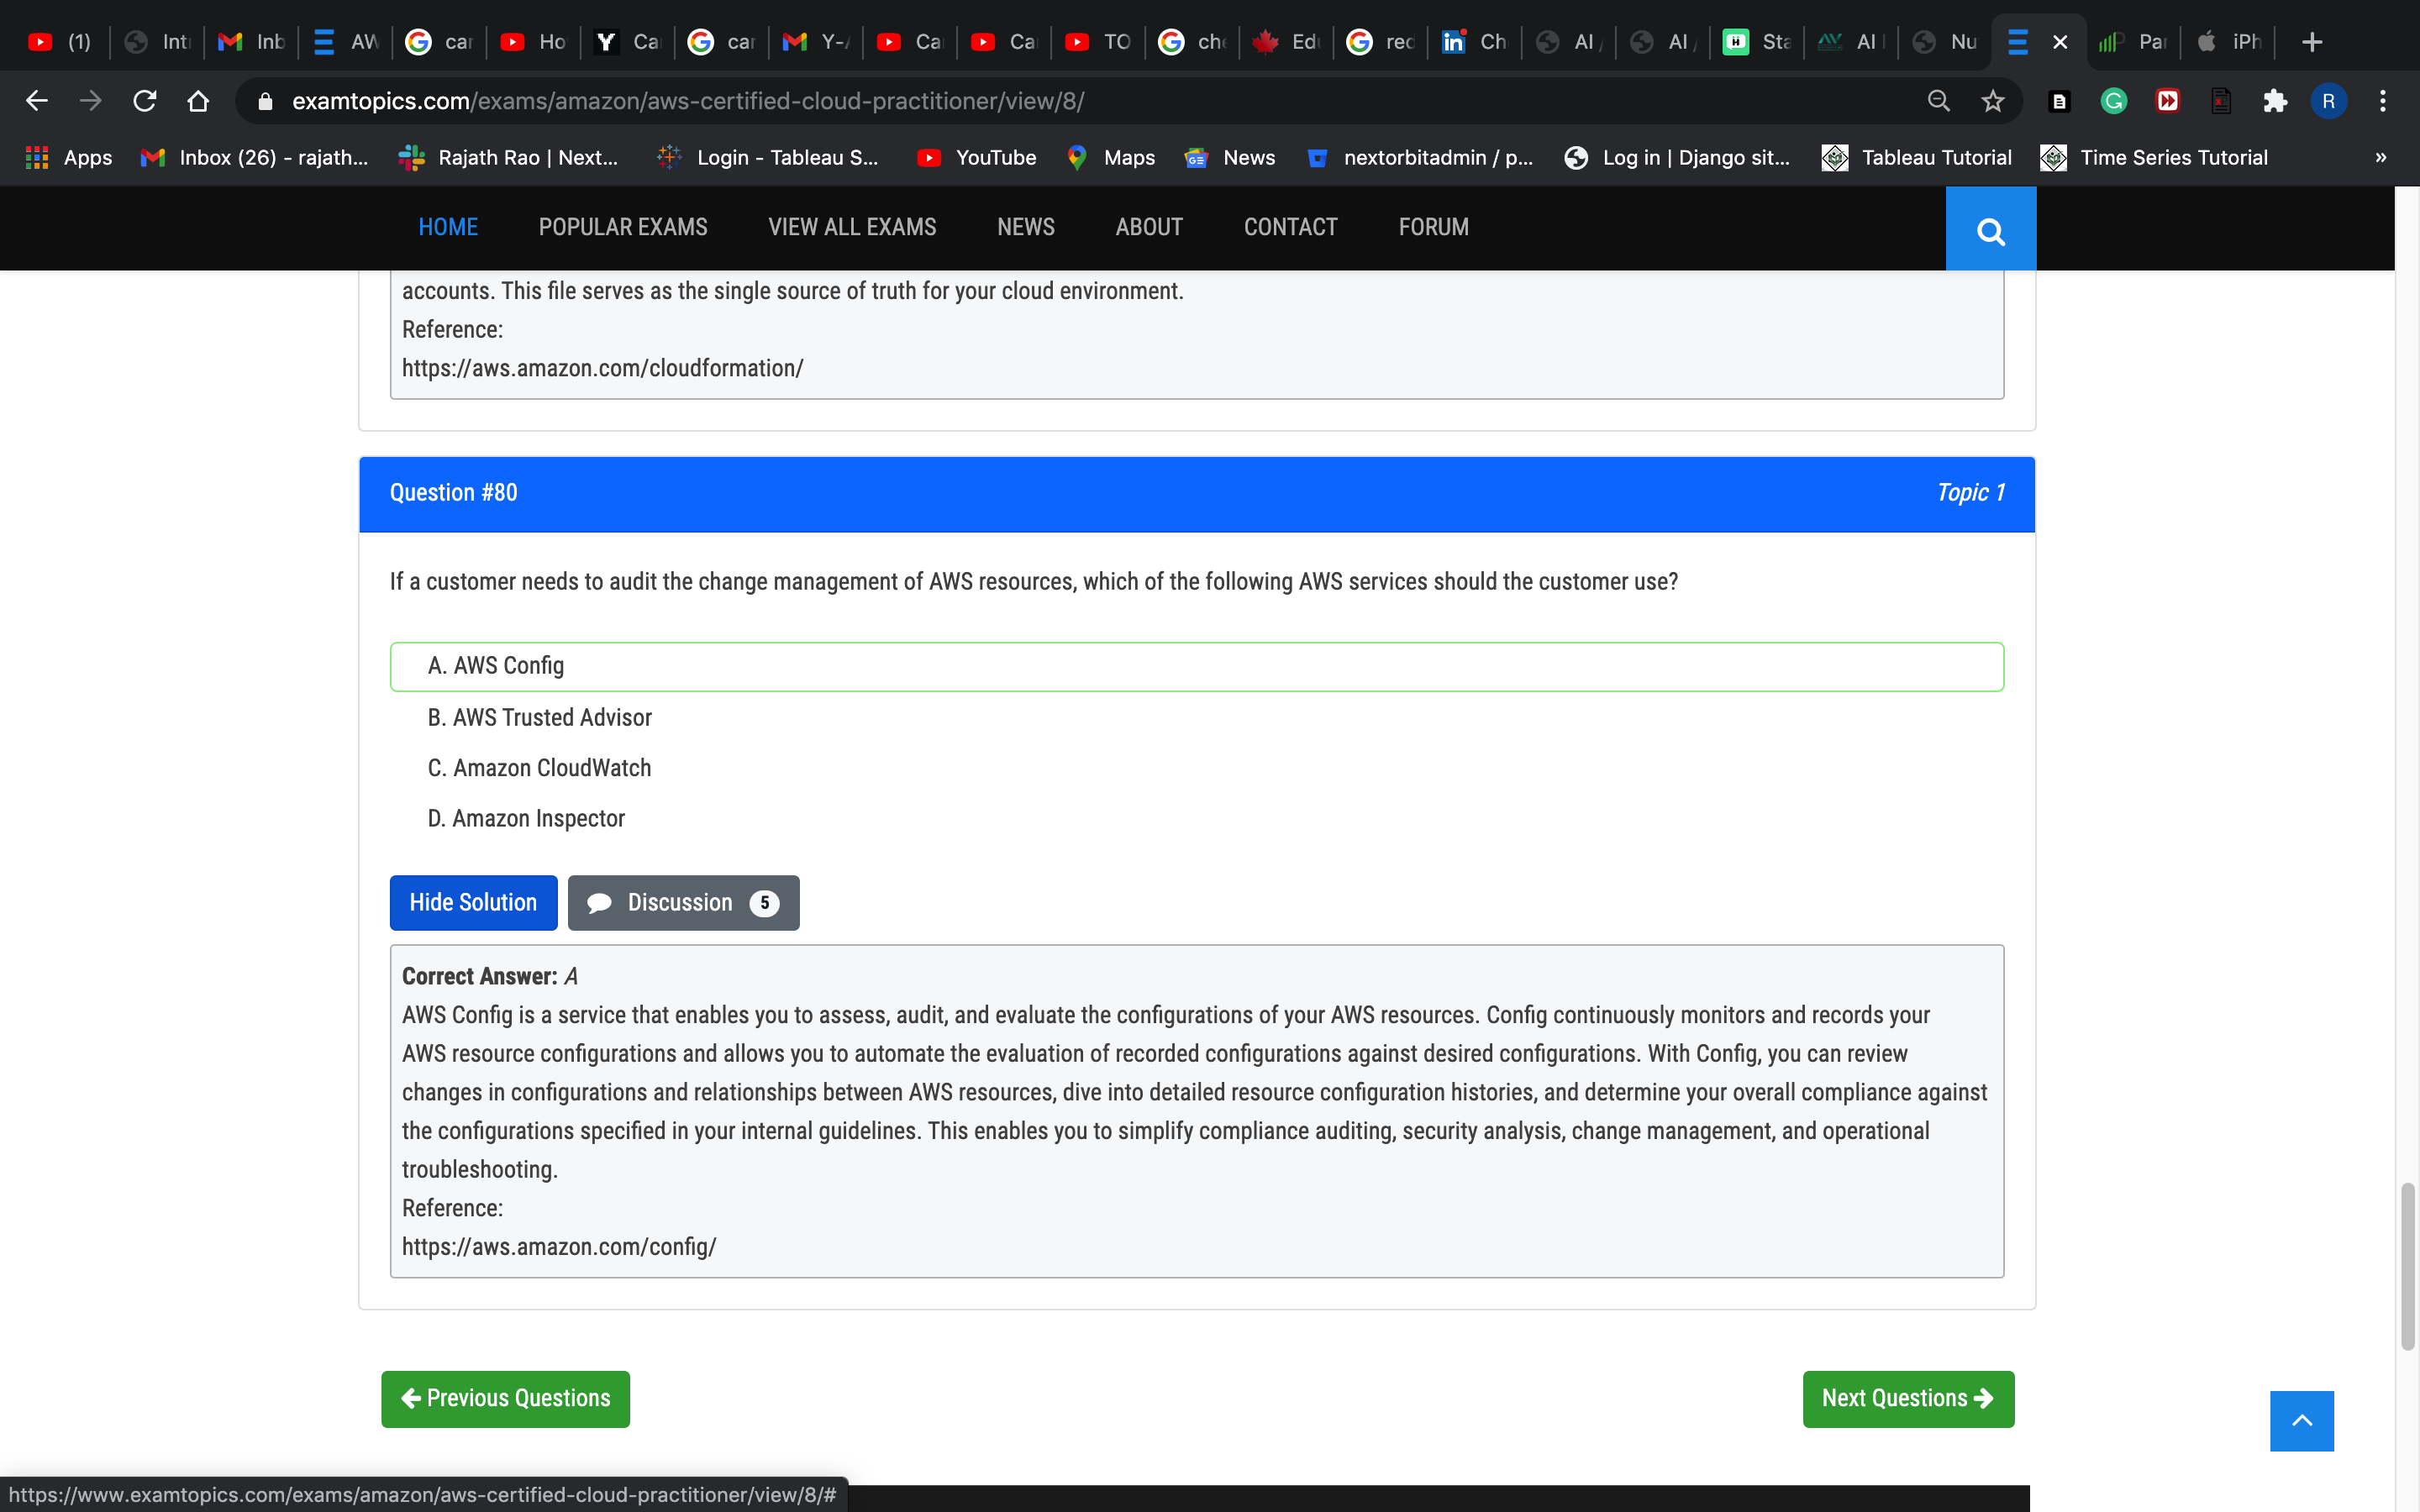 (1) Int Inb AW car Ho Ca car Y-/ Ca Ca TO che Edu rec Ch AI / AI / Sta AI Nu Par iPh
examtopics.com/exams/amazon/aws-certified-cloud-practitioner/view/8/ R
Apps Inbox (26) - rajath... Rajath Rao | Next... Login - Tableau S... YouTube Maps News nextorbitadmin / p... Log in | Django sit... Tableau Tutorial Time Series Tutorial »
HOME POPULAR EXAMS VIEW ALL EXAMS NEWS ABOUT CONTACT FORUM
accounts. This file serves as the single source of truth for your cloud environment.
Reference:
https://aws.amazon.com/cloudformation/
Question #80 Topic 1
If a customer needs to audit the change management of AWS resources, which of the following AWS services should the customer use?
A. AWS Config
B. AWS Trusted Advisor
C. Amazon CloudWatch
D. Amazon Inspector
Hide Solution Discussion 5
Correct Answer: A
AWS Config is a service that enables you to assess, audit, and evaluate the configurations of your AWS resources. Config continuously monitors and records your
AWS resource configurations and allows you to automate the evaluation of recorded configurations against desired configurations. With Config, you can review
changes in configurations and relationships between AWS resources, dive into detailed resource configuration histories, and determine your overall compliance against
the configurations specified in your internal guidelines. This enables you to simplify compliance auditing, security analysis, change management, and operational
troubleshooting.
Reference:
https://aws.amazon.com/config/
Previous Questions Next Questions
https://www.examtopics.com/exams/amazon/aws-certified-cloud-practitioner/view/8/#